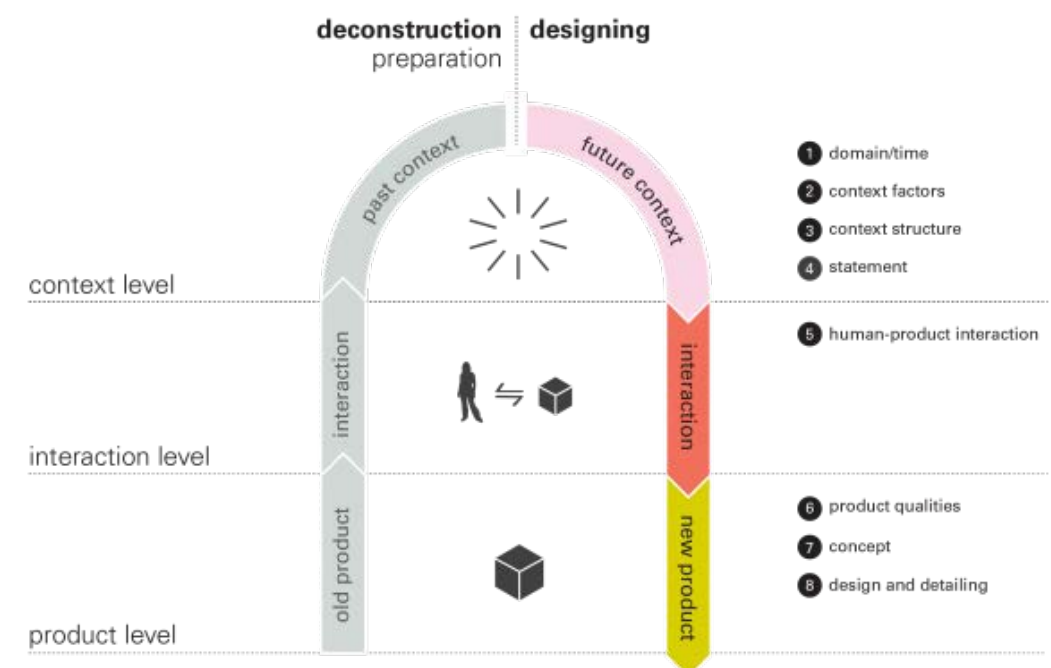 deconstruction
preparation
designing
past context
future context
1 domain/time
2 context factors
3 context structure
4 statement
context level
interaction
interaction
5 human-product interaction
interaction level
old product
new product
6 product qualities
7 concept
8 design and detailing
product level